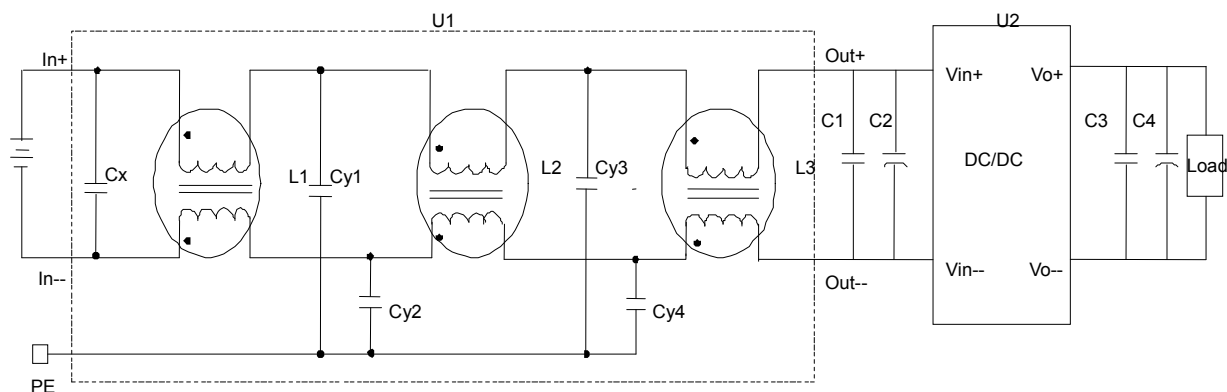 U1
U2
In+
Out+
Vin+
Vo+
C1
C2
C3
C4
DC/DC
Load
Cx
L1
Cy1
L2
Cy3
L3
In--
Out--
Vin--
Vo--
Cy2
Cy4
PE